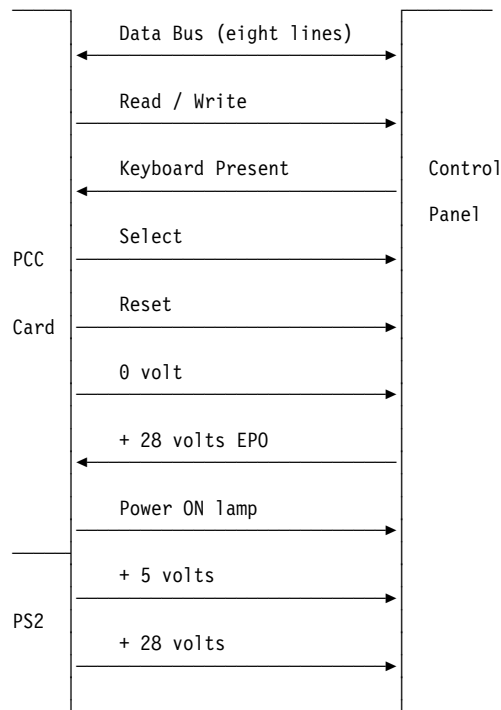 Data Bus (eight lines)
Read / Write
Keyboard Present
Control
Panel
Select
PCC
Reset
Card
0 volt
+ 28 volts EPO
Power ON lamp
+ 5 volts
PS2
+ 28 volts